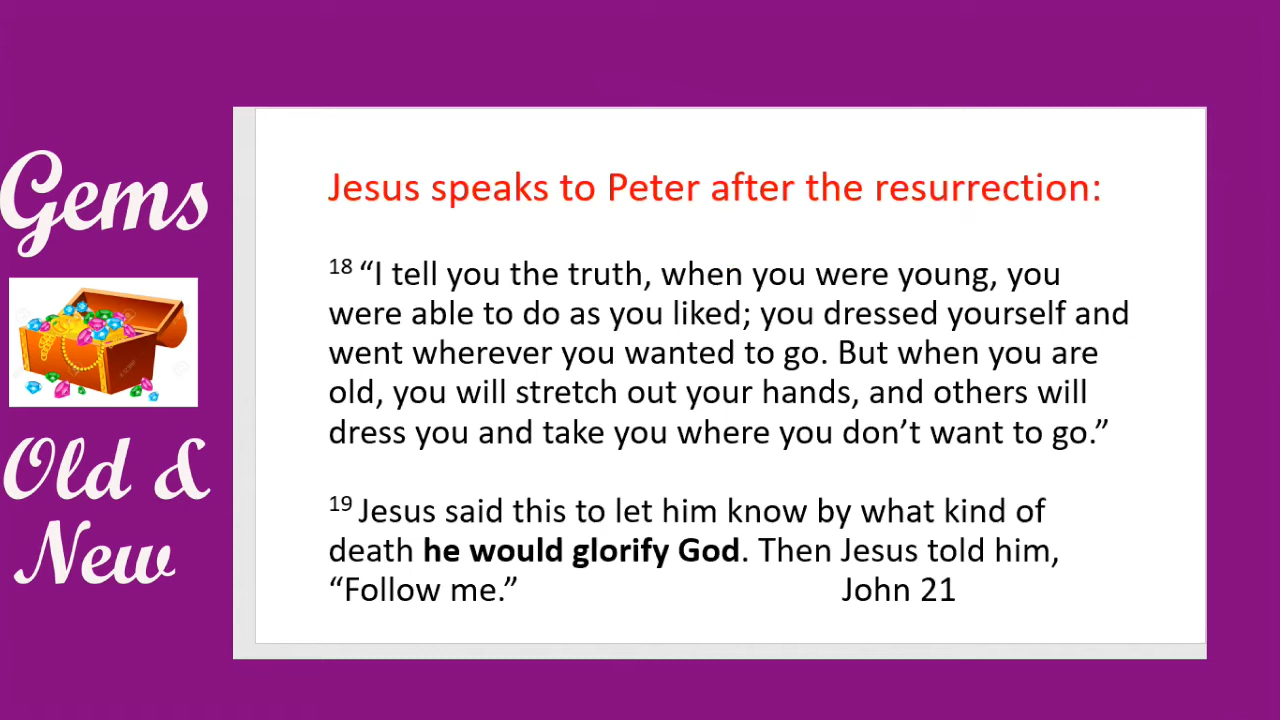 Gems
Old &
New
Jesus speaks to Peter after the resurrection:
18 “I tell you the truth, when you were young, you
were able to do as you liked; you dressed yourself and
went wherever you wanted to go. But when you are
old, you will stretch out your hands, and others will
dress you and take you where you don’t want to go.”
19 Jesus said this to let him know by what kind of
death he would glorify God. Then Jesus told him,
“Follow me.” John 21